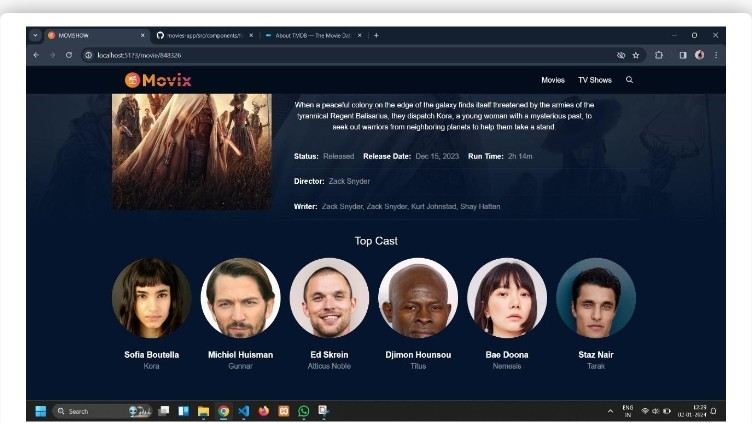 MOVISHOW
movies-app/src/components/h
About TMDB — The Movie Dat
localhost:5173/movie/848326
Movix
Movies TV Shows
When a peaceful colony on the edge of the galaxy finds itself threatened by the armies of the
tyrannical Regent Balisarius, they dispatch Kora, a young woman with a mysterious past, to
seek out warriors from neighboring planets to help them take a stand.
Status: Released Release Date: Dec 15, 2023 Run Time: 2h 14m
Director: Zack Snyder
Writer: Zack Snyder, Zack Snyder, Kurt Johnstad, Shay Hatten
Top Cast
Sofia Boutella Michiel Huisman Ed Skrein Djimon Hounsou Bae Doona Staz Nair
Kora Gunnar Atticus Noble Titus Nemesis Tarak
Search
ENG
IN
12:29
02-01-2024